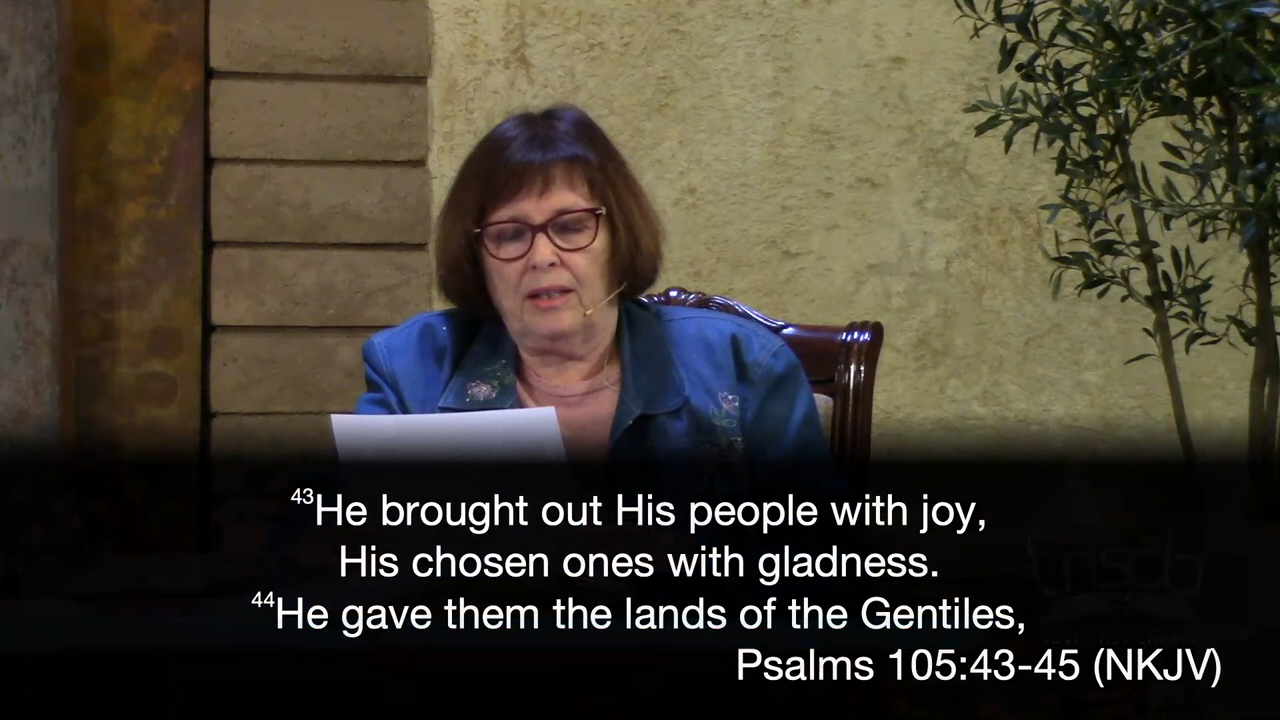 43He brought out His people with joy,
His chosen ones with gladness.
44He gave them the lands of the Gentiles,
Psalms 105:43-45 (NKJV)